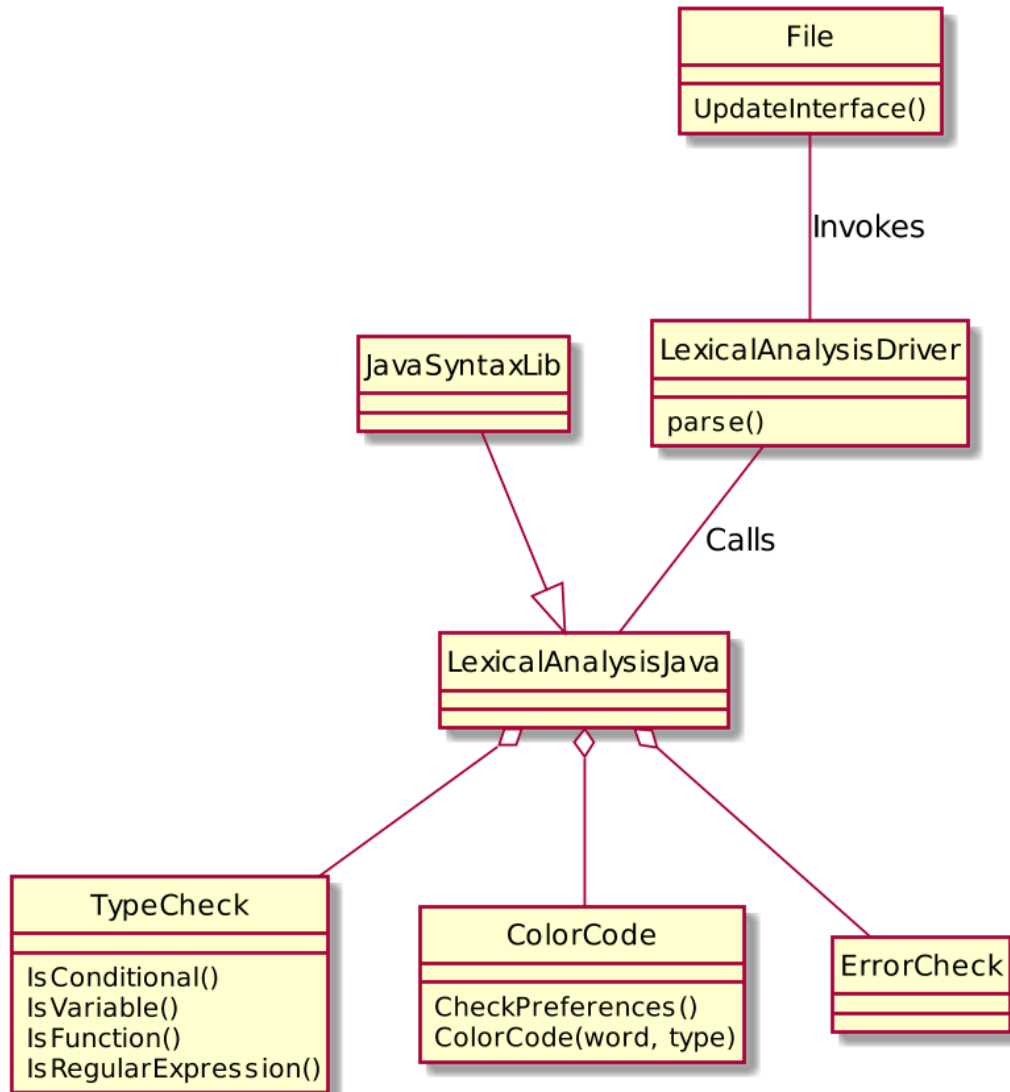 File
UpdateInterface()
Invokes
JavaSyntaxLib
LexicalAnalysisDriver
parse()
Calls
LexicalAnalysisJava
TypeCheck
IsConditional()
IsVariable()
IsFunction()
IsRegularExpression()
ColorCode
CheckPreferences()
ColorCode(word, type)
ErrorCheck